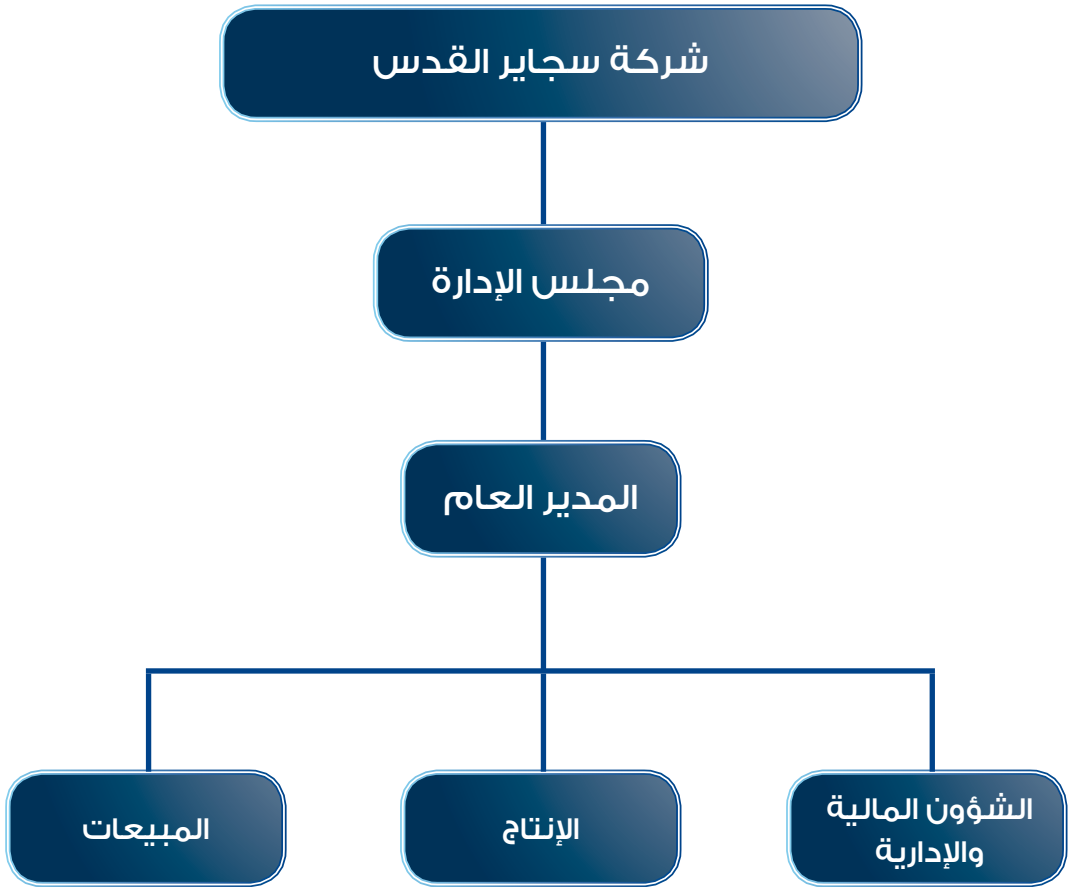 شركة سجاير القدس
مجلس الإدارة
المدير العام
الشؤون المالية
والإدارية
الإنتاج
المبيعات